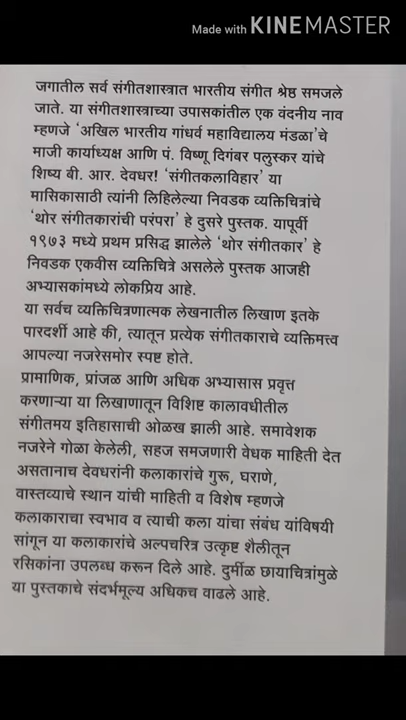 Made with KINEMASTER
जगातील सर्व संगीतशास्त्रात भारतीय संगीत श्रेष्ठ समजले
जाते. या संगीतशास्त्राच्या उपासकांतील एक वंदनीय नाव
म्हणजे ‘अखिल भारतीय गांधर्व महाविद्यालय मंडळा’चे
माजी कार्याध्यक्ष आणि पं. विष्णू दिगंबर पलुस्कर यांचे
शिष्य बी. आर. देवधर! ‘संगीतकलाविहार’ या
मासिकासाठी त्यांनी लिहिलेल्या निवडक व्यक्तिचित्रांचे
‘थोर संगीतकारांची परंपरा’ हे दुसरे पुस्तक. यापूर्वी
१९७३ मध्ये प्रथम प्रसिद्ध झालेले ‘थोर संगीतकार’ हे
निवडक एकवीस व्यक्तिचित्रे असलेले पुस्तक आजही
अभ्यासकांमध्ये लोकप्रिय आहे.
या सर्वच व्यक्तिचित्रणात्मक लेखनातील लिखाण इतके
पारदर्शी आहे की, त्यातून प्रत्येक संगीतकाराचे व्यक्तिमत्त्व
आपल्या नजरेसमोर स्पष्ट होते.
प्रामाणिक, प्रांजळ आणि अधिक अभ्यासास प्रवृत्त
करणाऱ्या या लिखाणातून विशिष्ट कालावधीतील
संगीतमय इतिहासाची ओळख झाली आहे. समावेशक
नजरेने गोळा केलेली, सहज समजणारी वेधक माहिती देत
असतानाच देवधरांनी कलाकारांचे गुरू, घराणे,
वास्तव्याचे स्थान यांची माहिती व विशेष म्हणजे
कलाकाराचा स्वभाव व त्याची कला यांचा संबंध यांविषयी
सांगून या कलाकारांचे अल्पचरित्र उत्कृष्ट शैलीतून
रसिकांना उपलब्ध करून दिले आहे. दुर्मीळ छायाचित्रांमुळे
या पुस्तकाचे संदर्भमूल्य अधिकच वाढले आहे.